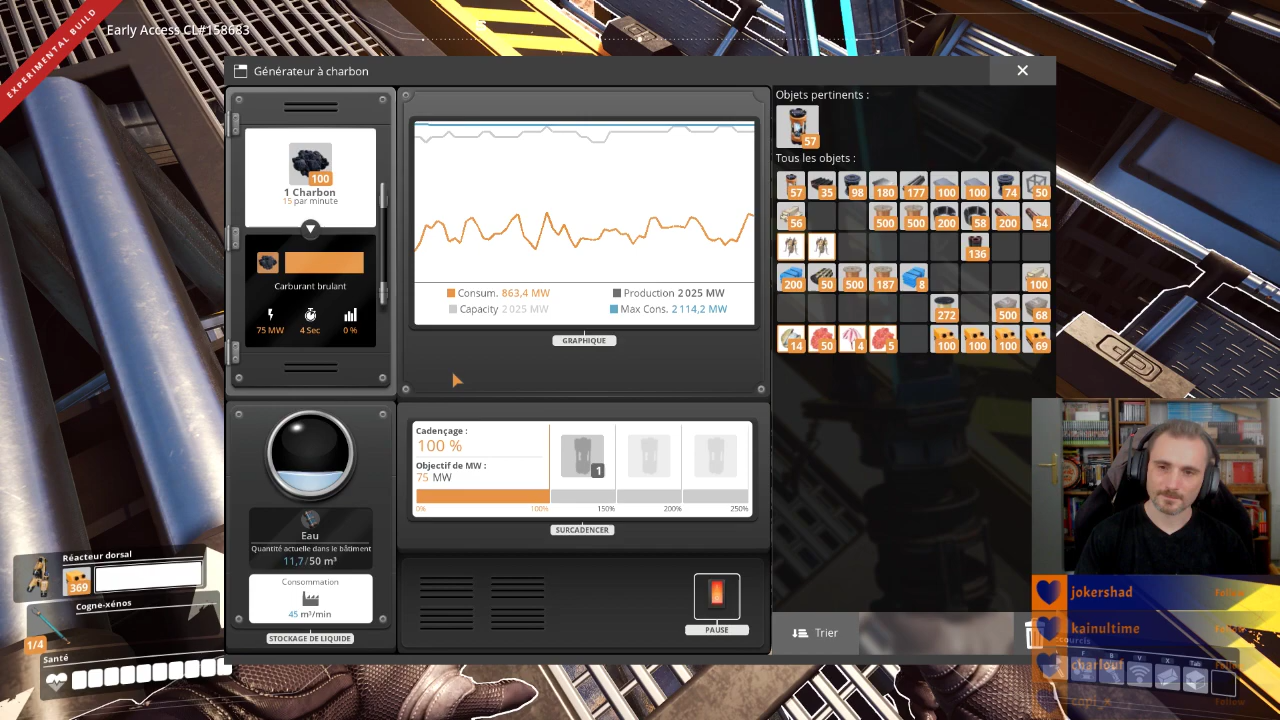 EXPERIMENTAL BUILD
Early Access CL#158683
Générateur à charbon
100
1 Charbon
15 par minute
Carburant brulant
75 MW
4 Sec
0 %
Consum. 863,4 MW
Production 2 025 MW
Capacity 2 025 MW
Max Cons. 2 114,2 MW
GRAPHIQUE
Objets pertinents :
57
Tous les objets :
57 35 98 180 177 100 100 74 50
56 500 500 200 58 200 54
136
200 50 500 187 8 100
272 500 68
14 50 4 5 100 100 100 69
Eau
Quantité actuelle dans le bâtiment
11,7/50 m³
Consommation
45 m³/min
STOCKAGE DE LIQUIDE
Cadençage :
100 %
Objectif de MW :
75 MW
1
0% 100% 150% 200% 250%
SURCADENCER
PAUSE
Trier
Réacteur dorsal
369
Cogne-xénos
1/4
Santé
jokershad Follow
kainultime Follow
charlouf Follow